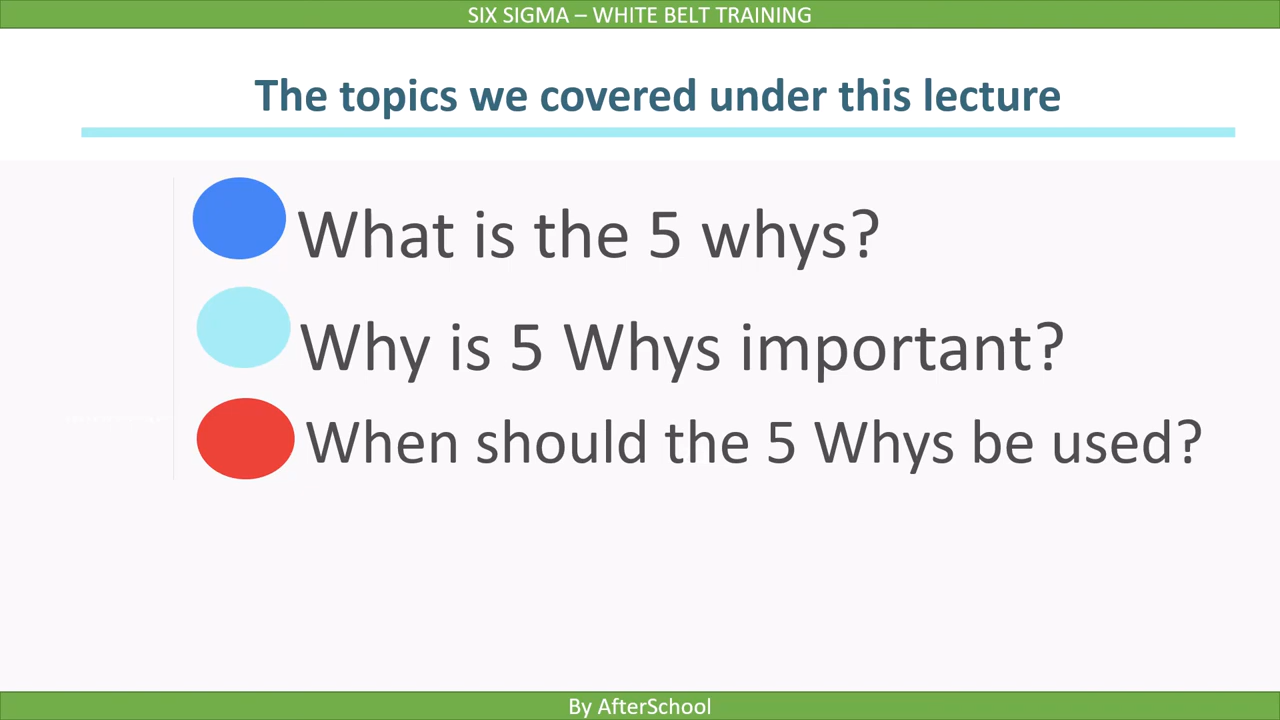 SIX SIGMA – WHITE BELT TRAINING
The topics we covered under this lecture
What is the 5 whys?
Why is 5 Whys important?
When should the 5 Whys be used?
By AfterSchool